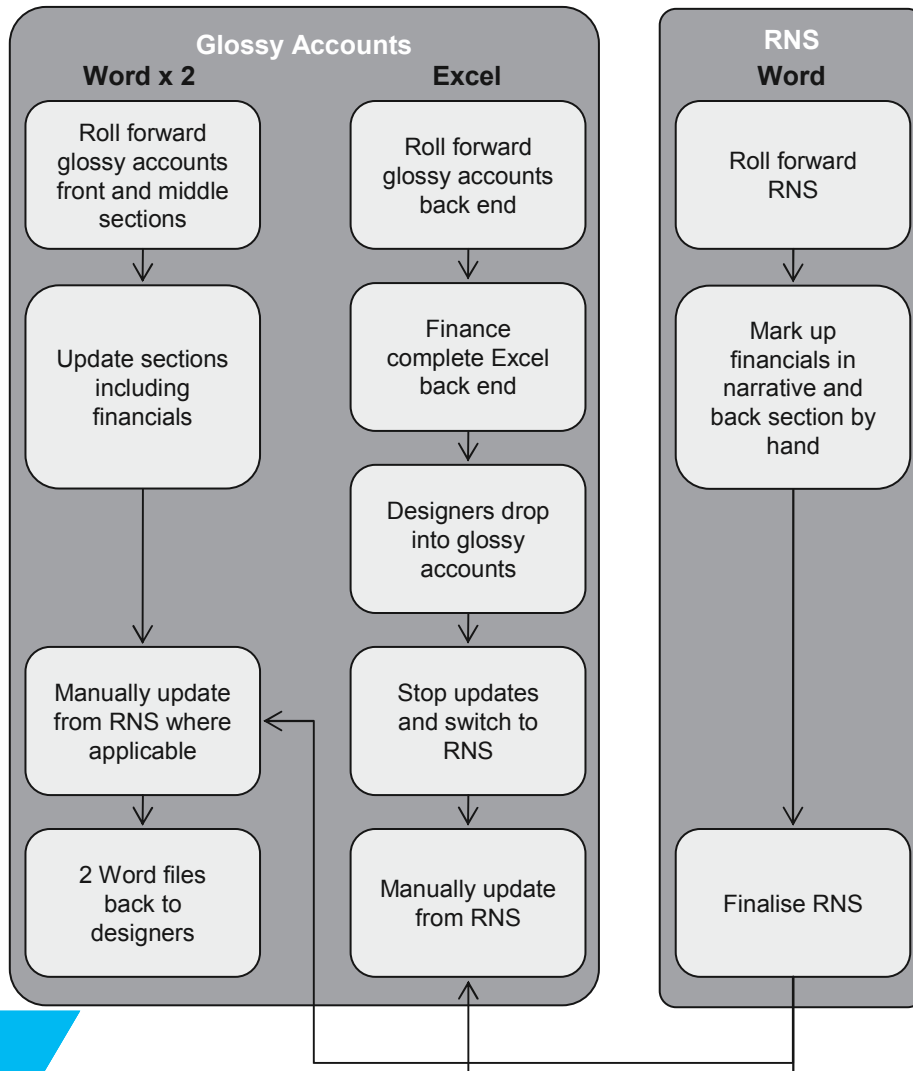 Glossy Accounts
Word x 2
Roll forward
glossy accounts
front and middle
sections
Update sections
including
financials
Manually update
from RNS where
applicable
2 Word files
back to
designers
Excel
Roll forward
glossy accounts
back end
Finance
complete Excel
back end
Designers drop
into glossy
accounts
Stop updates
and switch to
RNS
Manually update
from RNS
RNS
Word
Roll forward
RNS
Mark up
financials in
narrative and
back section by
hand
Finalise RNS